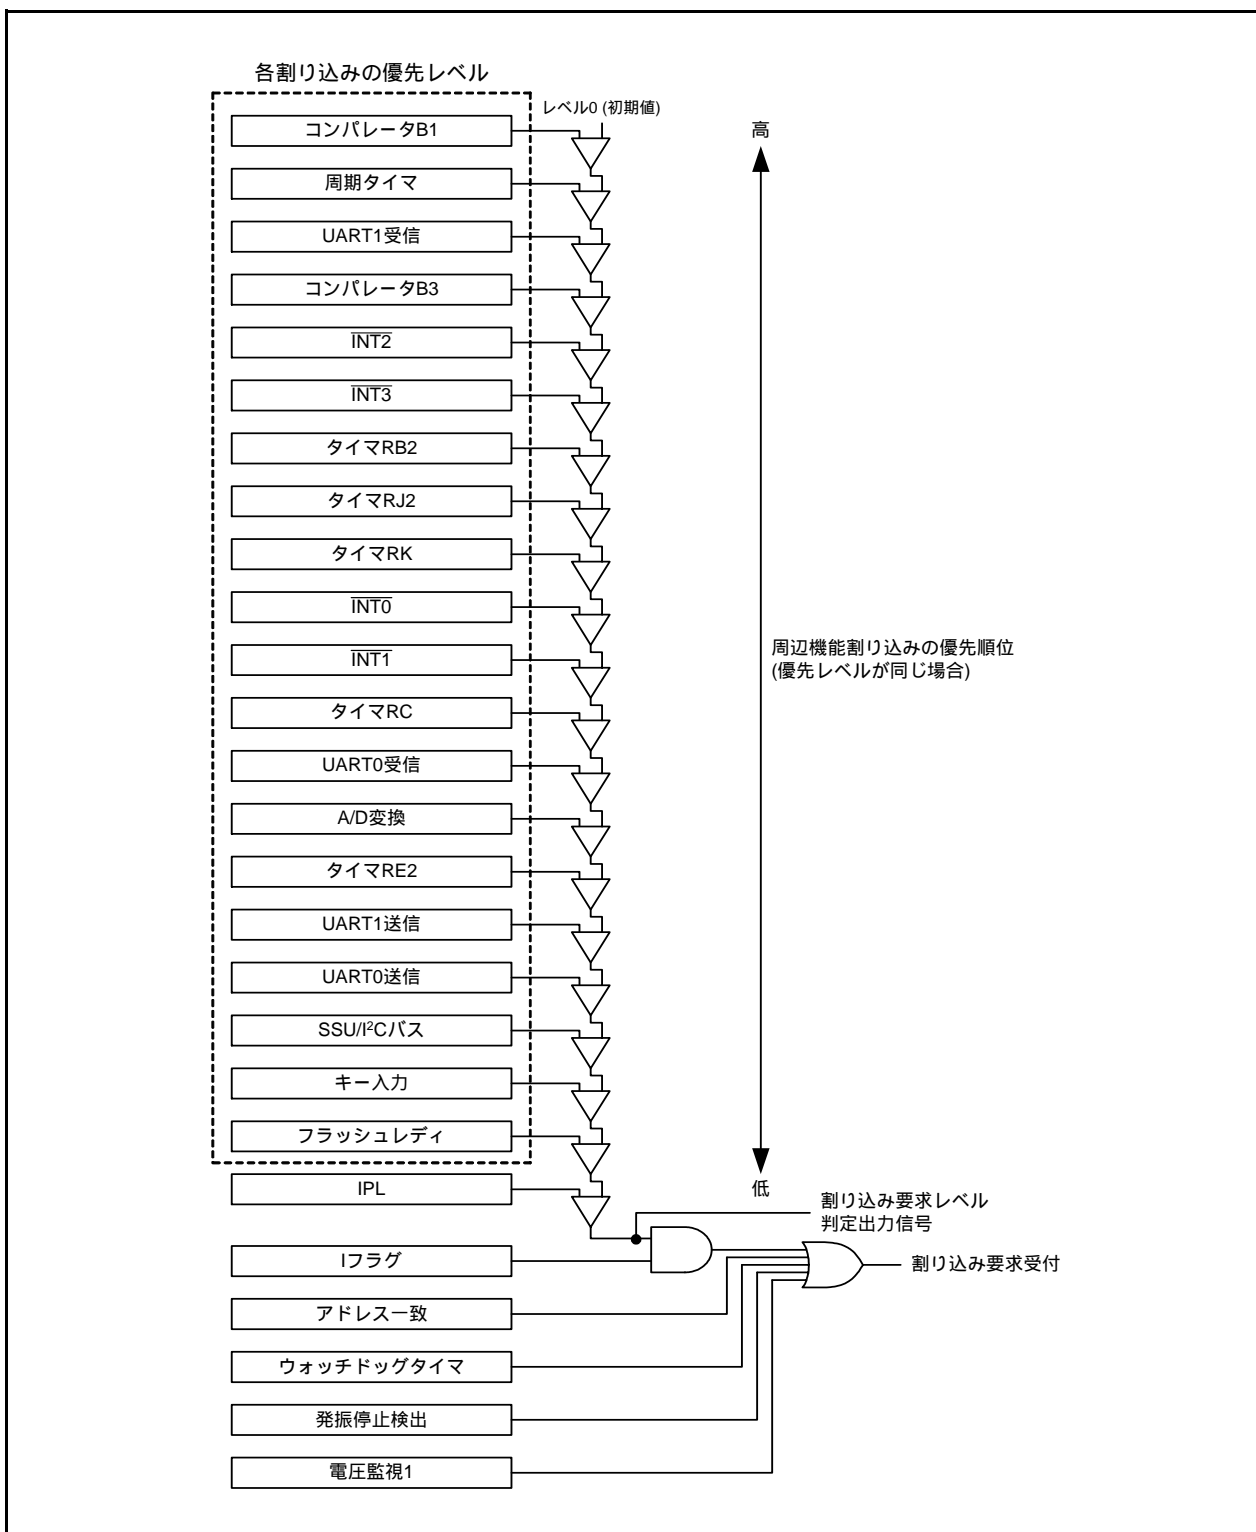 各割り込みの優先レベル
レベル0 (初期値)
高
コンパレータB1
周期タイマ
UART1受信
コンパレータB3
INT2
INT3
タイマRB2
タイマRJ2
タイマRK
INT0
INT1
周辺機能割り込みの優先順位
(優先レベルが同じ場合)
タイマRC
UART0受信
A/D変換
タイマRE2
UART1送信
UART0送信
SSU/I²Cバス
キー入力
フラッシュレディ
IPL
低
割り込み要求レベル
判定出力信号
Iフラグ
割り込み要求受付
アドレス一致
ウォッチドッグタイマ
発振停止検出
電圧監視1